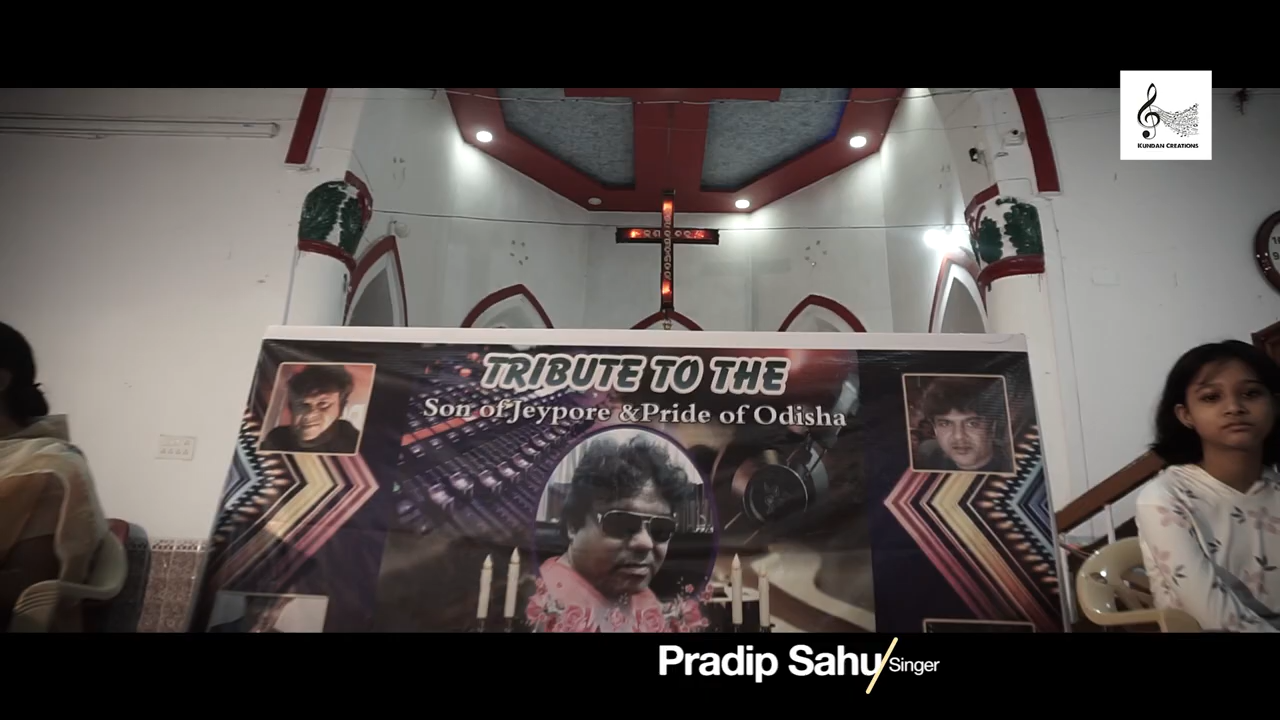 KUNDAN CREATIONS
TRIBUTE TO THE
Son of Jeypore &Pride of Odisha
Pradip Sahu/Singer